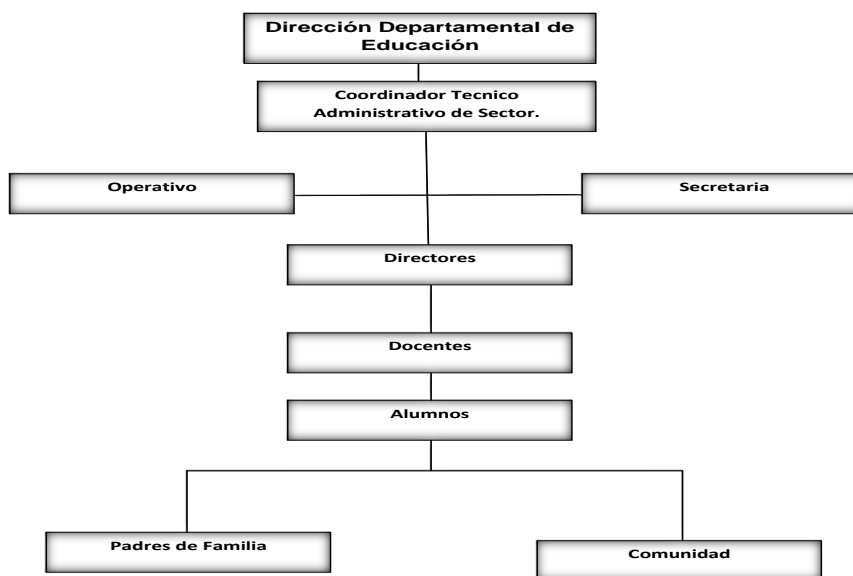 Dirección Departamental de
Educación
Coordinador Tecnico
Administrativo de Sector.
Operativo
Secretaria
Directores
Docentes
Alumnos
Padres de Familia
Comunidad